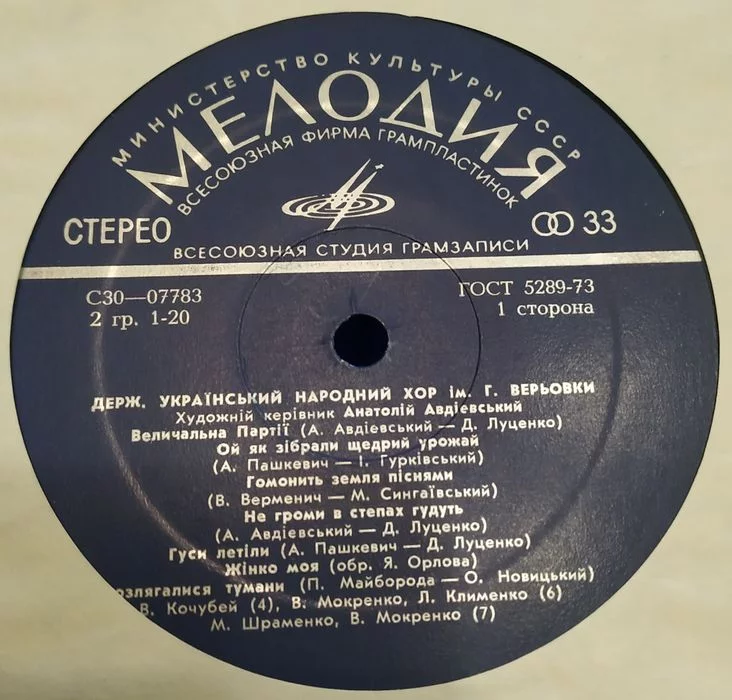 МИНИСТЕРСТВО КУЛЬТУРЫ СССР
МЕЛОДИЯ
ВСЕСОЮЗНАЯ ФИРМА ГРАМПЛАСТИНОК
СТЕРЕО
33
ВСЕСОЮЗНАЯ СТУДИЯ ГРАМЗАПИСИ
С30—07783
ГОСТ 5289-73
2 гр. 1-20
1 сторона
ДЕРЖ. УКРАЇНСЬКИЙ НАРОДНИЙ ХОР ім. Г. ВЕРЬОВКИ
Художній керівник Анатолій Авдієвський
Величальна Партії (А. Авдієвський — Д. Луценко)
Ой як зібрали щедрий урожай
(А. Пашкевич — І. Гурківський)
Гомонить земля піснями
(В. Верменич — М. Сингаївський)
Не громи в степах гудуть
(А. Авдієвський — Д. Луценко)
Гуси летіли (А. Пашкевич — Д. Луценко)
Жінко моя (обр. Я. Орлова)
озлягалися тумани (П. Майборода — О. Новицький)
В. Кочубей (4), В. Мокренко, Л. Клименко (6)
М. Шраменко, В. Мокренко (7)